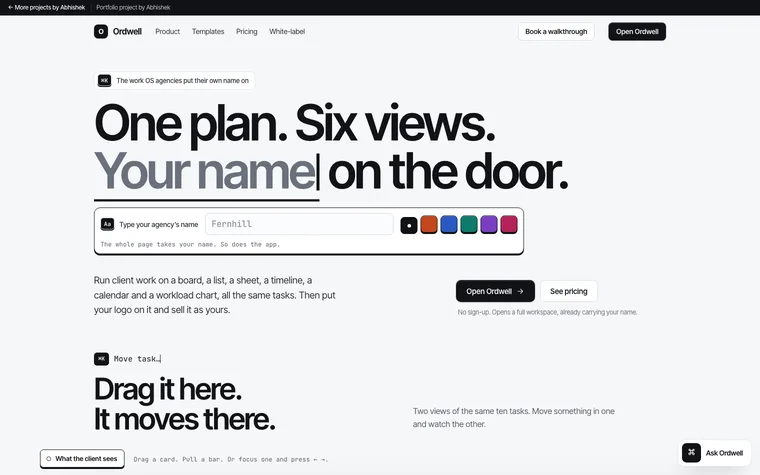 ← More projects by Abhishek
Portfolio project by Abhishek
O Ordwell
Product
Templates
Pricing
White-label
Book a walkthrough
Open Ordwell
⌘K The work OS agencies put their own name on
One plan. Six views.
Your name on the door.
Aa Type your agency's name
Fernhill
The whole page takes your name. So does the app.
Run client work on a board, a list, a sheet, a timeline, a
calendar and a workload chart, all the same tasks. Then put
your logo on it and sell it as yours.
Open Ordwell →
See pricing
No sign-up. Opens a full workspace, already carrying your name.
⌘K Move task…
Drag it here.
It moves there.
Two views of the same ten tasks. Move something in one
and watch the other.
What the client sees
Drag a card. Pull a bar. Or focus one and press ← →.
⌘ Ask Ordwell